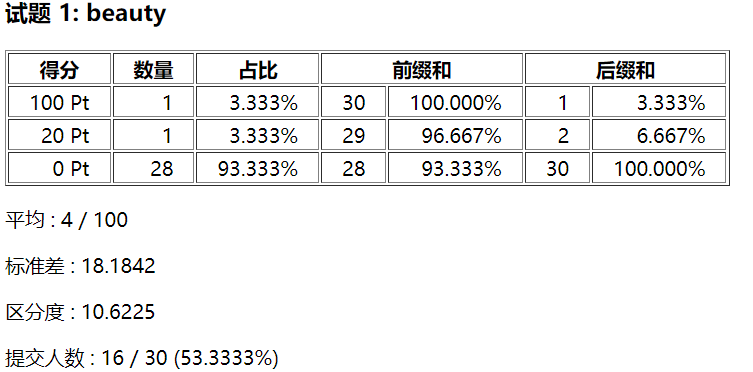 试题 1: beauty
得分 数量 占比 前缀和 后缀和
100 Pt 1 3.333% 30 100.000% 1 3.333%
20 Pt 1 3.333% 29 96.667% 2 6.667%
0 Pt 28 93.333% 28 93.333% 30 100.000%
平均 : 4 / 100
标准差 : 18.1842
区分度 : 10.6225
提交人数 : 16 / 30 (53.3333%)